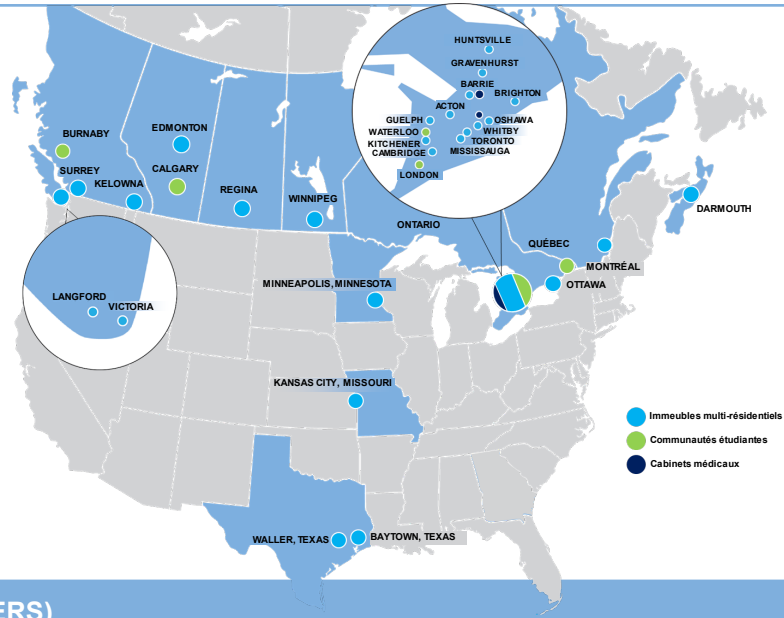 HUNTSVILLE
GRAVENHURST
BARRIE
BRIGHTON
ACTON
GUELPH
OSHAWA
WATERLOO
WHITBY
KITCHENER
TORONTO
CAMBRIDGE
MISSISSAUGA
LONDON
BURNABY
EDMONTON
SURREY
CALGARY
KELOWNA
REGINA
WINNIPEG
ONTARIO
DARMOUTH
QUÉBEC
MONTRÉAL
OTTAWA
LANGFORD
VICTORIA
MINNEAPOLIS, MINNESOTA
KANSAS CITY, MISSOURI
Immeubles multi-résidentiels
Communautés étudiantes
Cabinets médicaux
WALLER, TEXAS
BAYTOWN, TEXAS
ERS)